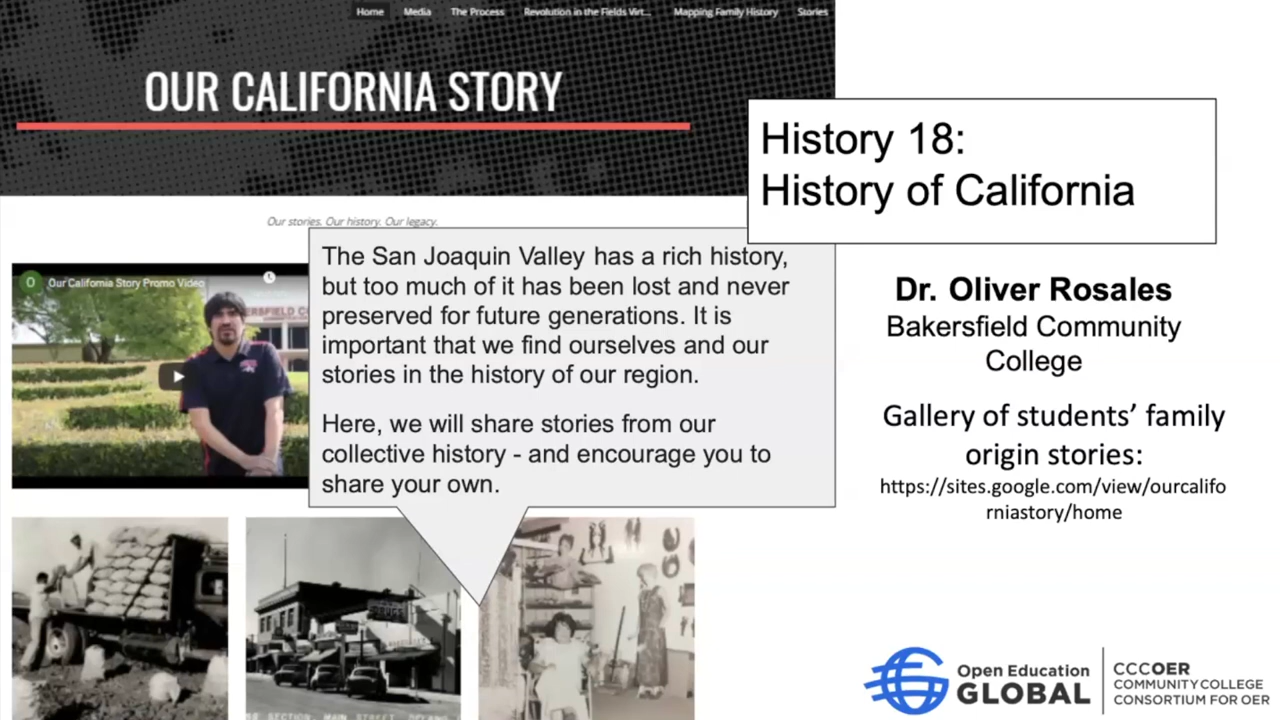 Home Media The Process Revolution in the Fields Virt... Mapping Family History Stories
OUR CALIFORNIA STORY
History 18:
History of California
Our stories. Our history. Our legacy.
The San Joaquin Valley has a rich history,
but too much of it has been lost and never
preserved for future generations. It is
important that we find ourselves and our
stories in the history of our region.
Here, we will share stories from our
collective history - and encourage you to
share your own.
O Our California Story Promo Video
Dr. Oliver Rosales
Bakersfield Community
College
Gallery of students’ family
origin stories:
https://sites.google.com/view/ourcalifo
rniastory/home
SECTION, MAIN STREET,
Open Education
GLOBAL
CCCOER
COMMUNITY COLLEGE
CONSORTIUM FOR OER